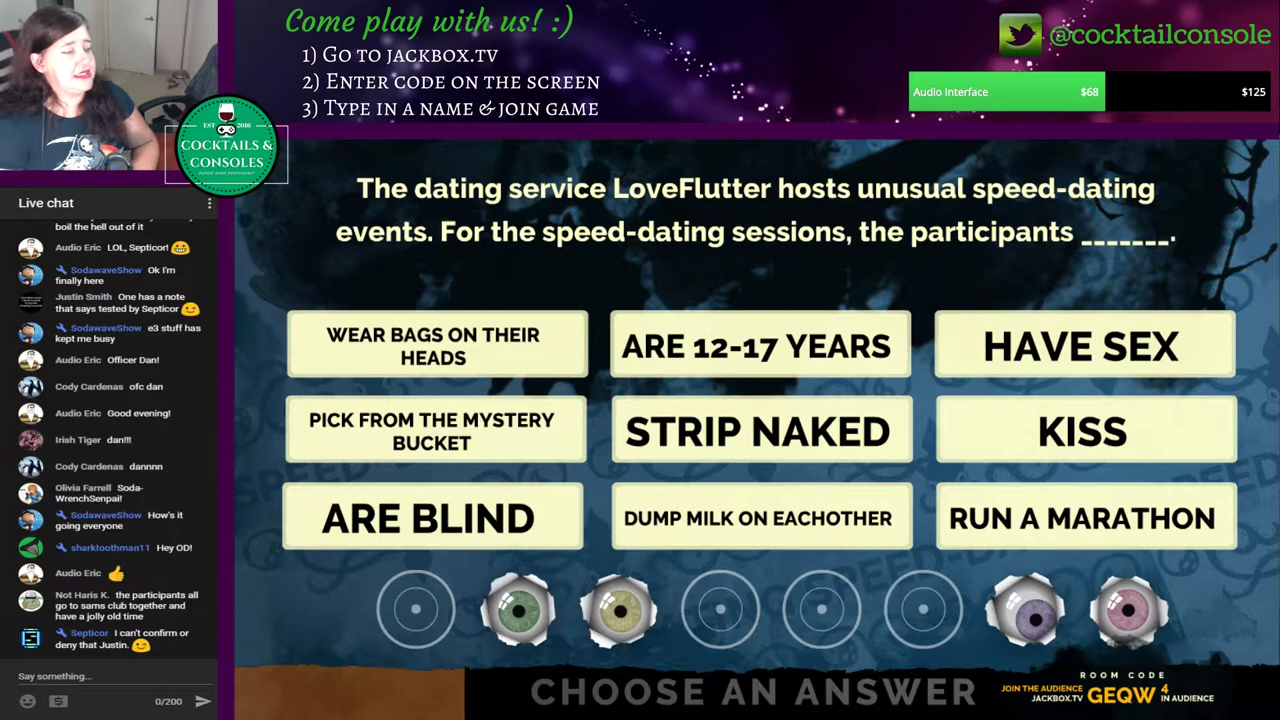 Come play with us! :)
1) Go to jackbox.tv
2) Enter code on the screen
3) Type in a name & join game
@cocktailconsole
Audio Interface $68 $125
EST 2016
COCKTAILS &
CONSOLES
Live chat
boil the hell out of it
Audio Eric LOL, Septicor!
SodawaveShow Ok I'm
finally here
Justin Smith One has a note
that says tested by Septicor
SodawaveShow e3 stuff has
kept me busy
Audio Eric Officer Dan!
Cody Cardenas ofc dan
Audio Eric Good evening!
Irish Tiger dan!!!
Cody Cardenas dannnn
Olivia Farrell Soda-
WrenchSenpai!
SodawaveShow How's it
going everyone
sharktoothman11 Hey OD!
Audio Eric
Not Haris K. the participants all
go to sams club together and
have a jolly old time
Septicor I can't confirm or
deny that Justin.
Say something...
0/200
The dating service LoveFlutter hosts unusual speed-dating
events. For the speed-dating sessions, the participants _______.
WEAR BAGS ON THEIR
HEADS
ARE 12-17 YEARS
HAVE SEX
PICK FROM THE MYSTERY
BUCKET
STRIP NAKED
KISS
ARE BLIND
DUMP MILK ON EACHOTHER
RUN A MARATHON
CHOOSE AN ANSWER
ROOM CODE
JOIN THE AUDIENCE
JACKBOX.TV
GEQW
4
IN AUDIENCE